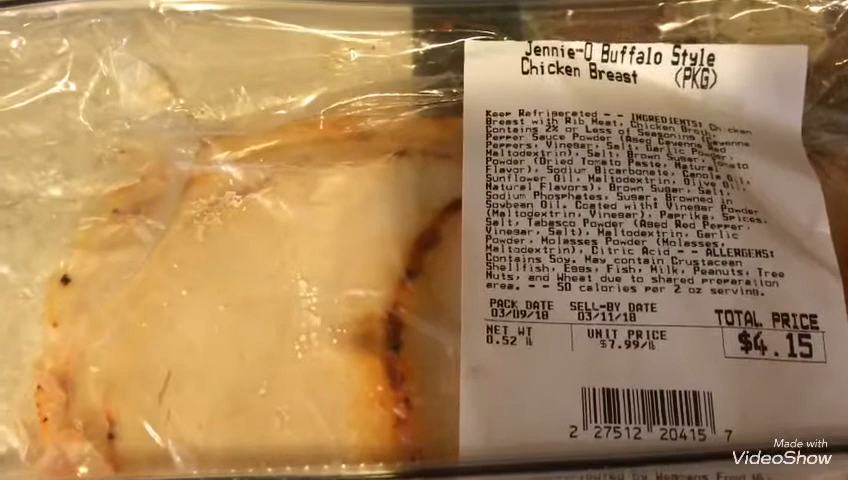 Jennie-O Buffalo Style
Chicken Breast (PKG)
Keep Refrigerated - - INGREDIENTS: Chicken
Breast with Rib Meat, Chicken Broth,
Contains 2% or Less of Seasoning (
Pepper Sauce Powder (Aged Cayenne
Peppers, Vinegar, Salt, Garlic Powder,
Maltodextrin), Salt, Brown Sugar, Tomato
Powder (Dried Tomato Paste, Natural
Flavor), Sodium Bicarbonate, Canola Oil,
Sunflower Oil, Maltodextrin, Olive Oil,
Natural Flavors), Brown Sugar, Salt,
Sodium Phosphates, Sugar. Browned in
Soybean Oil. Coated with: Vinegar Powder
(Maltodextrin, Vinegar), Paprika, Spices,
Salt, Tabasco Powder (Aged Red Pepper,
Vinegar, Salt), Maltodextrin, Garlic
Powder, Molasses Powder (Molasses,
Maltodextrin), Citric Acid - - ALLERGENS:
Contains Soy. May contain Crustacean
Shellfish, Eggs, Fish, Milk, Peanuts, Tree
Nuts, and Wheat due to shared preparation
area. - - 50 calories per 2 oz serving.
PACK DATE SELL-BY DATE
03/09/18 03/11/18
TOTAL PRICE
NET WT UNIT PRICE
0.52 lb $7.99/lb
$4.15
2 27512 20415 7
Made with
VideoShow